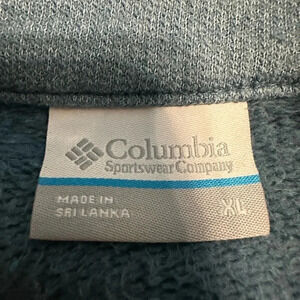 Columbia
Sportswear Company
MADE IN
SRI LANKA
XL